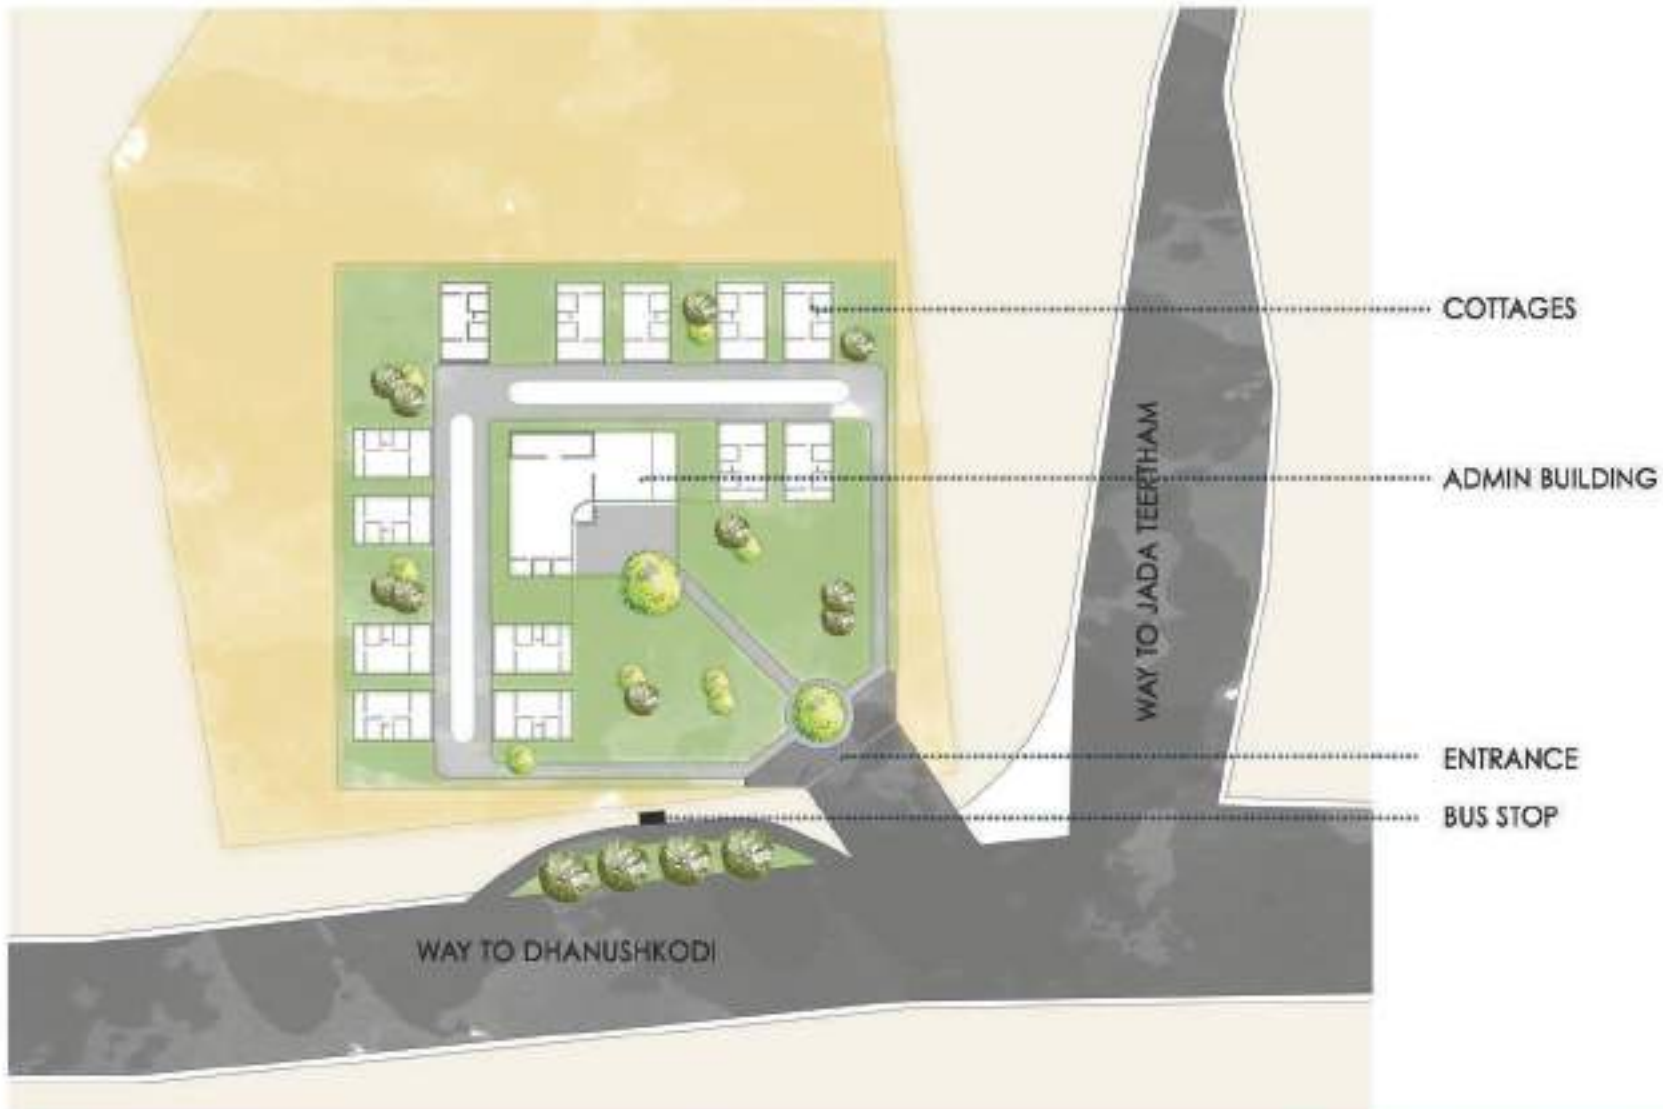 COTTAGES
ADMIN BUILDING
WAY TO JADA TEERTHAM
ENTRANCE
BUS STOP
WAY TO DHANUSHKODI